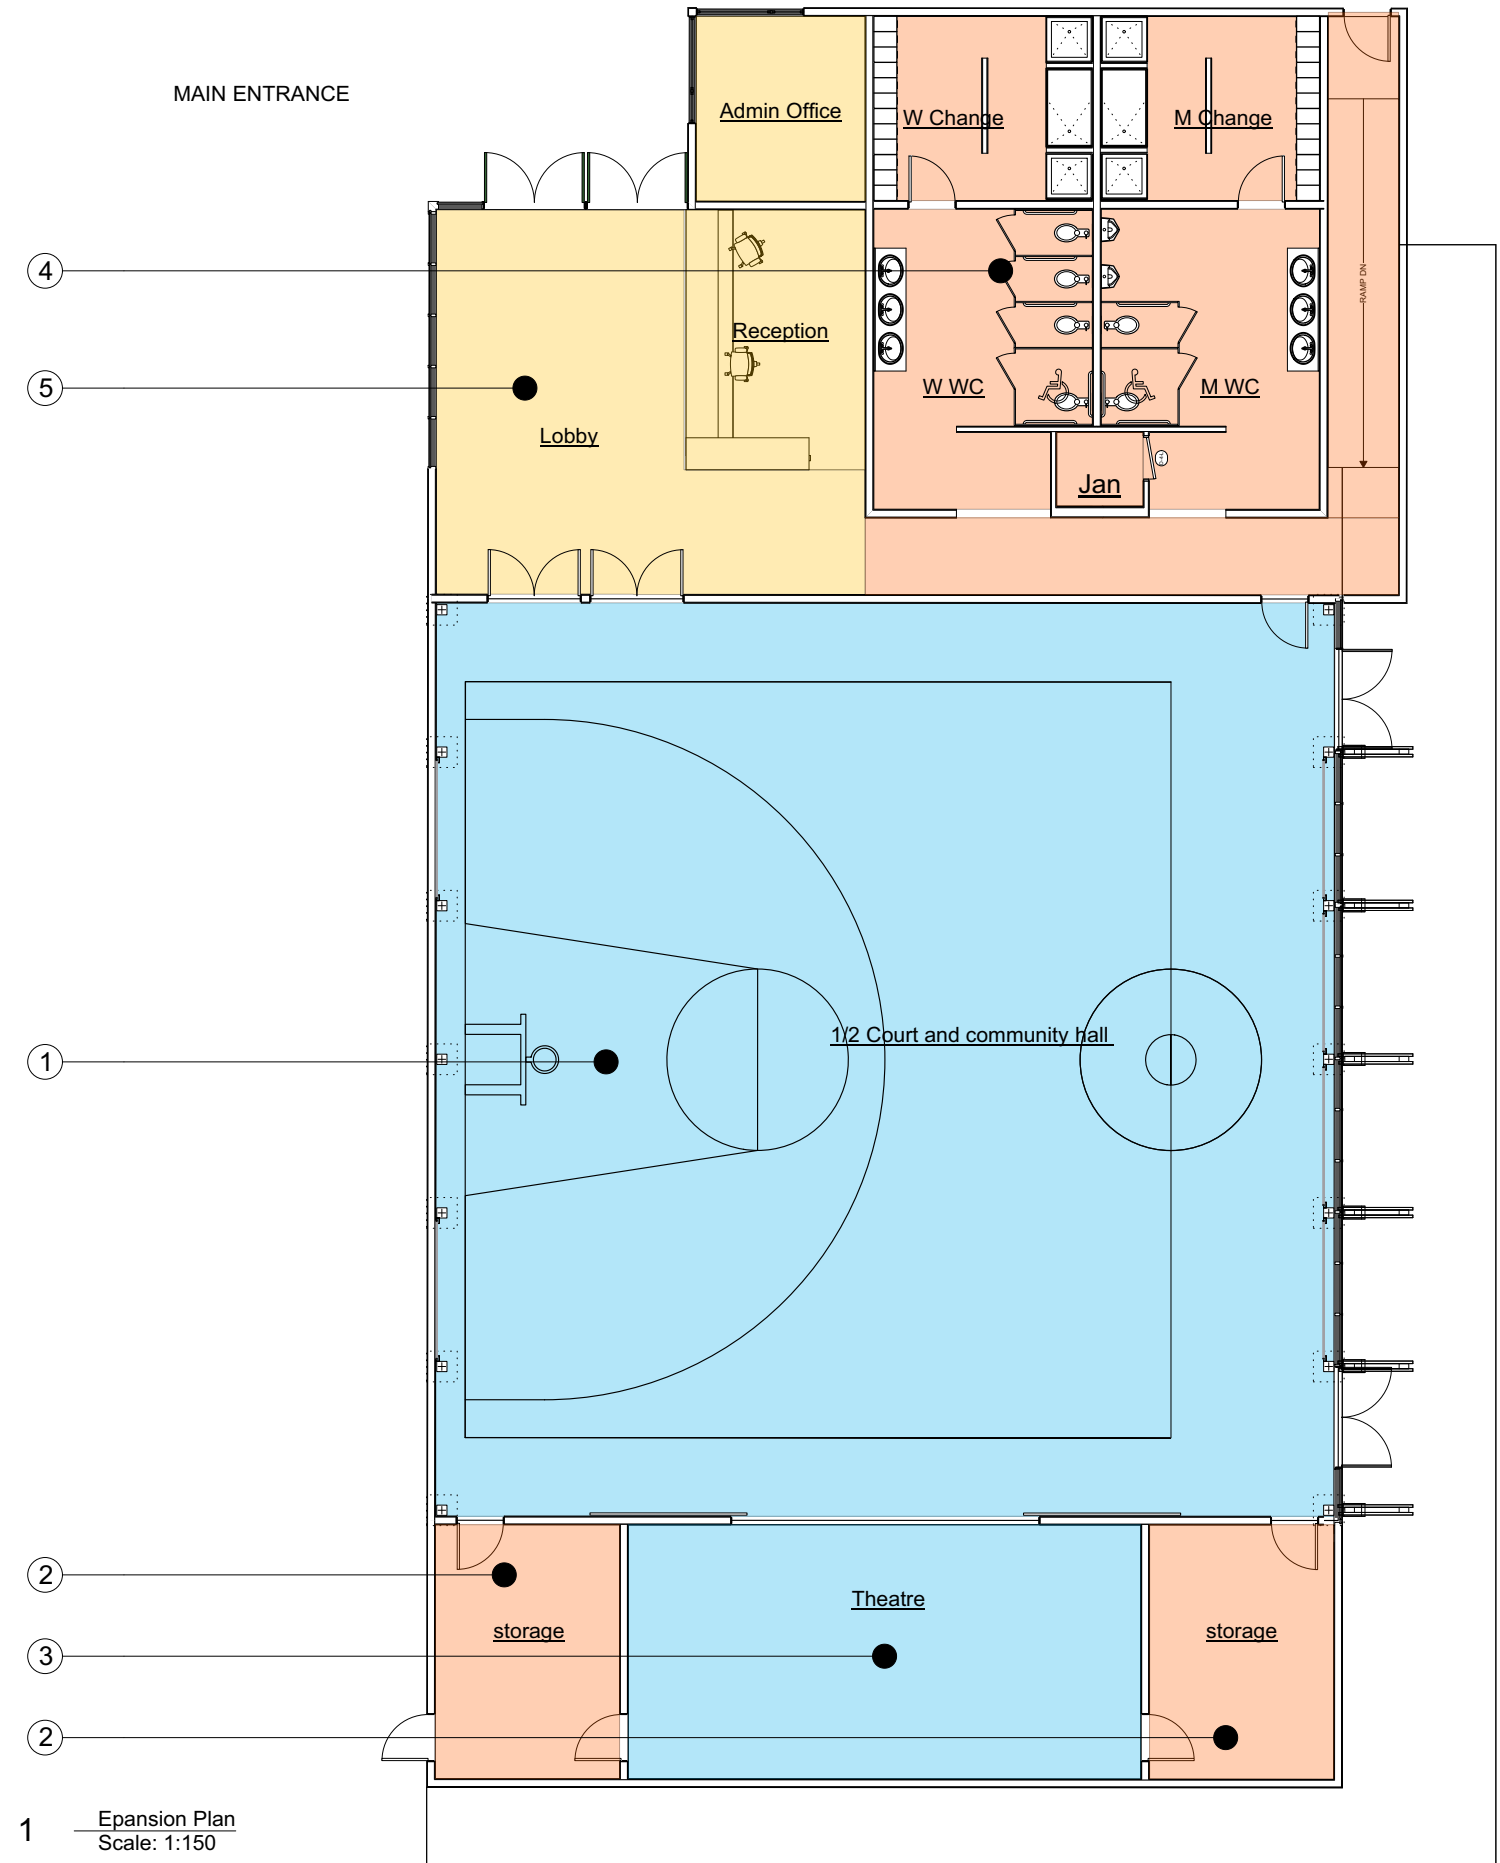 MAIN ENTRANCE
Admin Office
W Change
M Change
4
RAMP DN
Reception
5
W WC
M WC
Lobby
Jan
1/2 Court and community hall
1
2
Theatre
storage
storage
3
2
1
Epansion Plan
Scale: 1:150